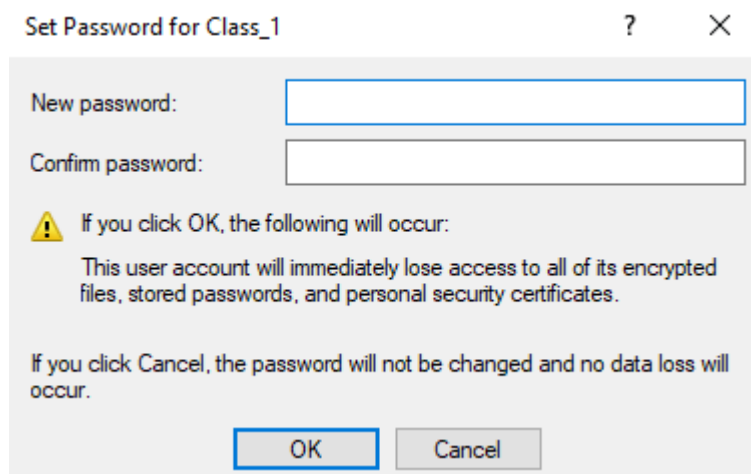 Set Password for Class_1 ?
New password:
Confirm password:
If you click OK, the following will occur:
This user account will immediately lose access to all of its encrypted
files, stored passwords, and personal security certificates.
If you click Cancel, the password will not be changed and no data loss will
occur.
OK Cancel